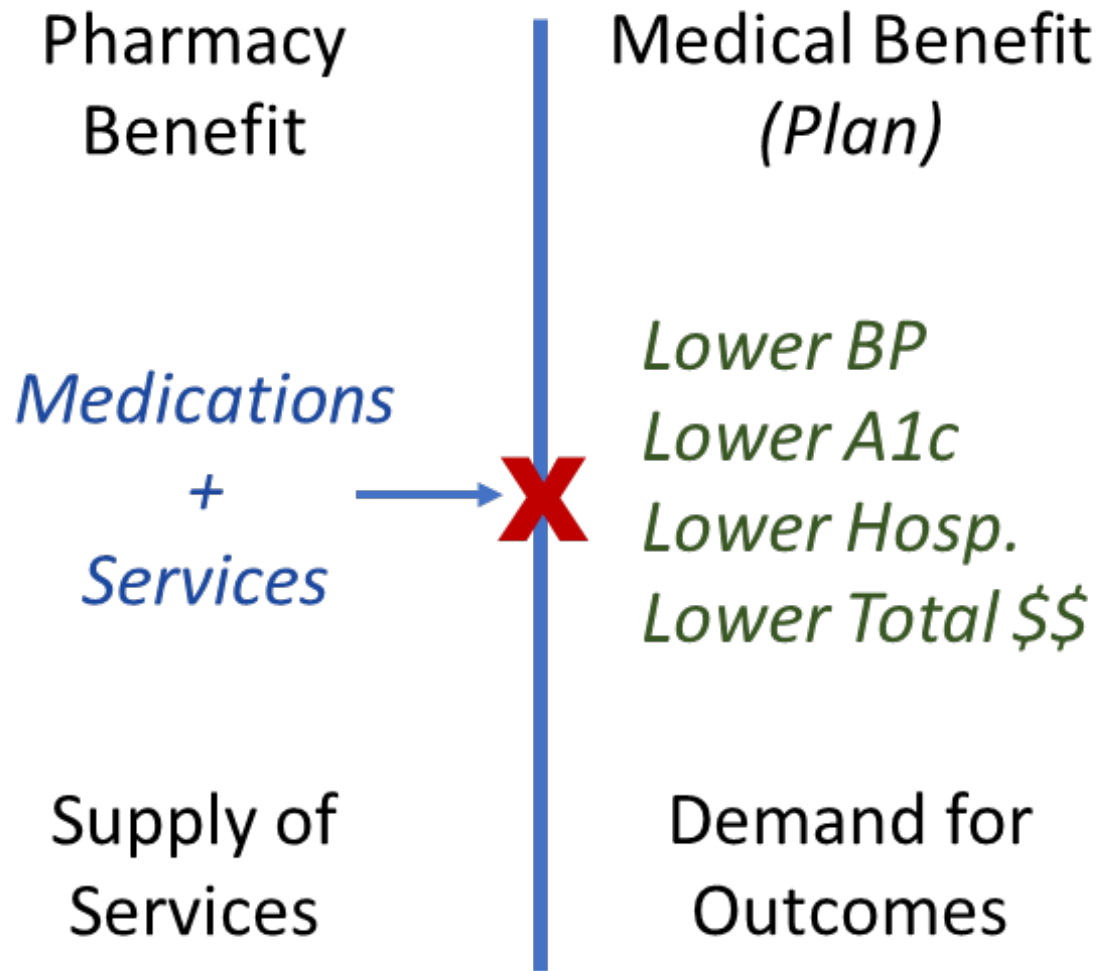 Pharmacy
Benefit
Medications
+
Services
Supply of
Services
X
Medical Benefit
(Plan)
Lower BP
Lower A1c
Lower Hosp.
Lower Total $$
Demand for
Outcomes